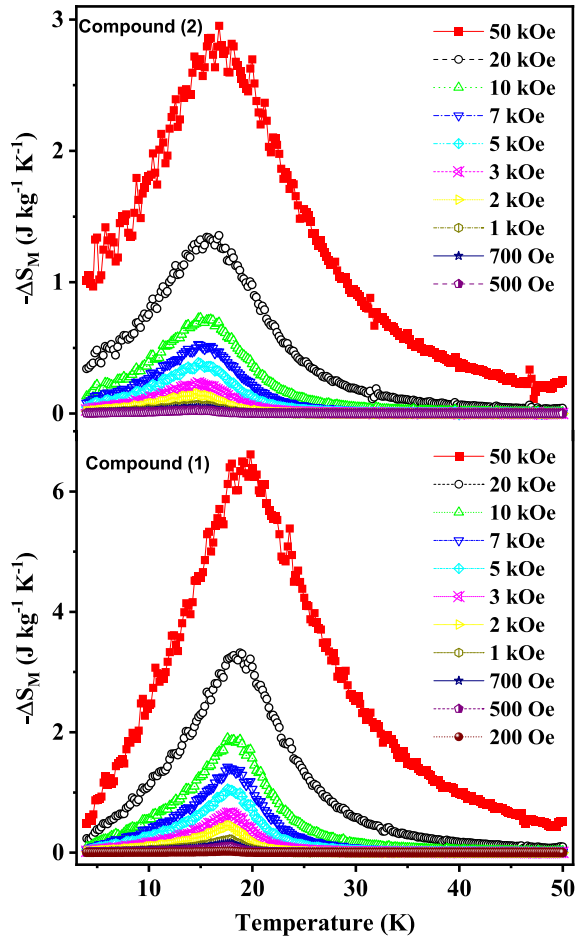 Compound (2)
50 kOe
20 kOe
10 kOe
7 kOe
5 kOe
3 kOe
2 kOe
1 kOe
700 Oe
500 Oe
3
2
1
0
-ΔS_M (J kg⁻¹ K⁻¹)
Compound (1)
50 kOe
20 kOe
10 kOe
7 kOe
5 kOe
3 kOe
2 kOe
1 kOe
700 Oe
500 Oe
200 Oe
6
4
2
0
-ΔS_M (J kg⁻¹ K⁻¹)
10 20 30 40 50
Temperature (K)